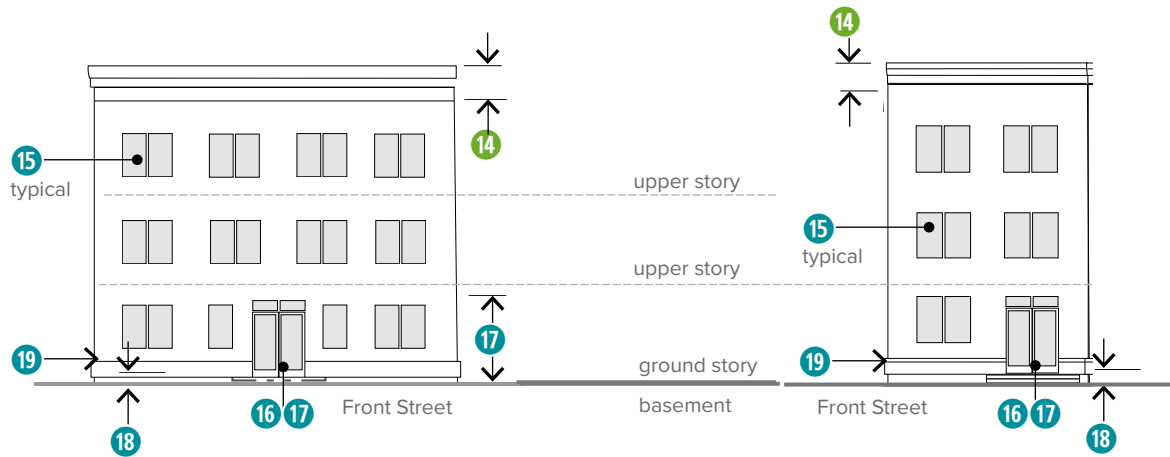 14
14
15
typical
upper story
15
typical
upper story
17
19
ground story
19
16 17
Front Street
basement
Front Street
16 17
18
18